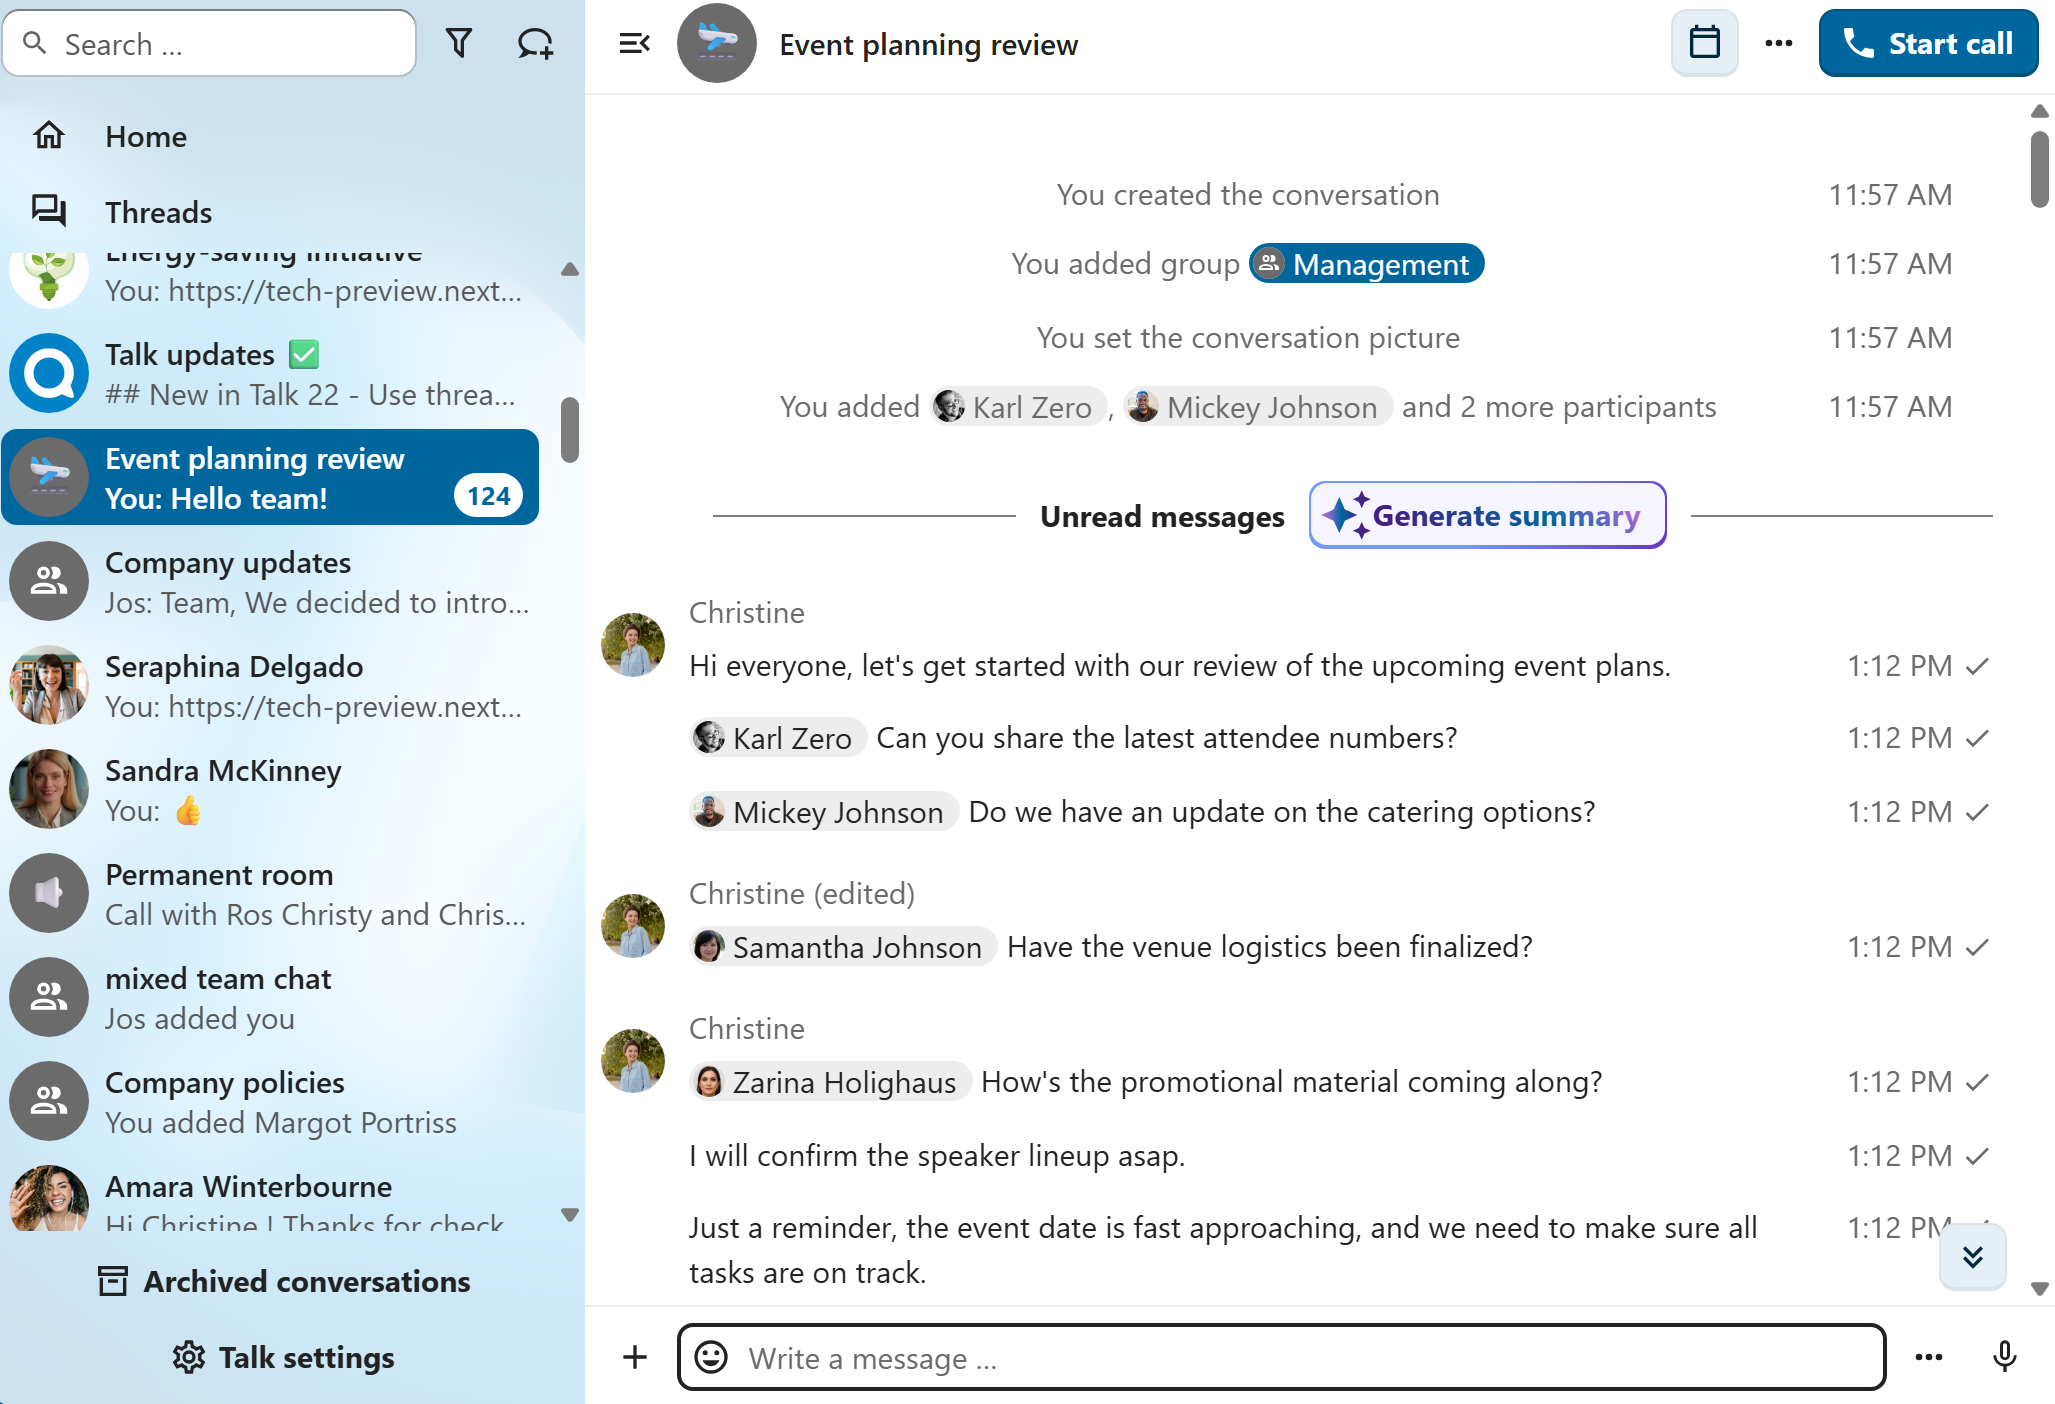 Search ...
Home
Threads
Energy-saving initiative
You: https://tech-preview.next...
Talk updates ✅
## New in Talk 22 - Use threa...
Event planning review
You: Hello team!
124
Company updates
Jos: Team, We decided to intro...
Seraphina Delgado
You: https://tech-preview.next...
Sandra McKinney
You: 👍
Permanent room
Call with Ros Christy and Chris...
mixed team chat
Jos added you
Company policies
You added Margot Portriss
Amara Winterbourne
Hi Christine ! Thanks for check
Archived conversations
Talk settings
Event planning review
Start call
You created the conversation 11:57 AM
You added group Management 11:57 AM
You set the conversation picture 11:57 AM
You added Karl Zero, Mickey Johnson and 2 more participants 11:57 AM
Unread messages Generate summary
Christine
Hi everyone, let's get started with our review of the upcoming event plans. 1:12 PM
Karl Zero Can you share the latest attendee numbers? 1:12 PM
Mickey Johnson Do we have an update on the catering options? 1:12 PM
Christine (edited)
Samantha Johnson Have the venue logistics been finalized? 1:12 PM
Christine
Zarina Holighaus How's the promotional material coming along? 1:12 PM
I will confirm the speaker lineup asap. 1:12 PM
Just a reminder, the event date is fast approaching, and we need to make sure all 1:12 PM
tasks are on track.
Write a message ...